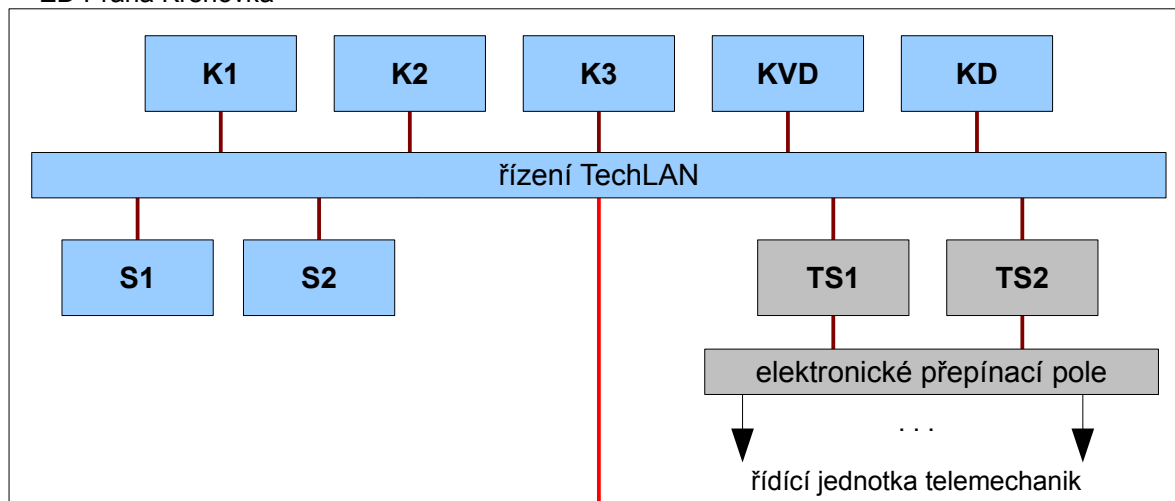 K1 K2 K3 KVD KD
řízení TechLAN
S1 S2 TS1 TS2
elektronické přepínací pole
. . .
řídící jednotka telemechanik